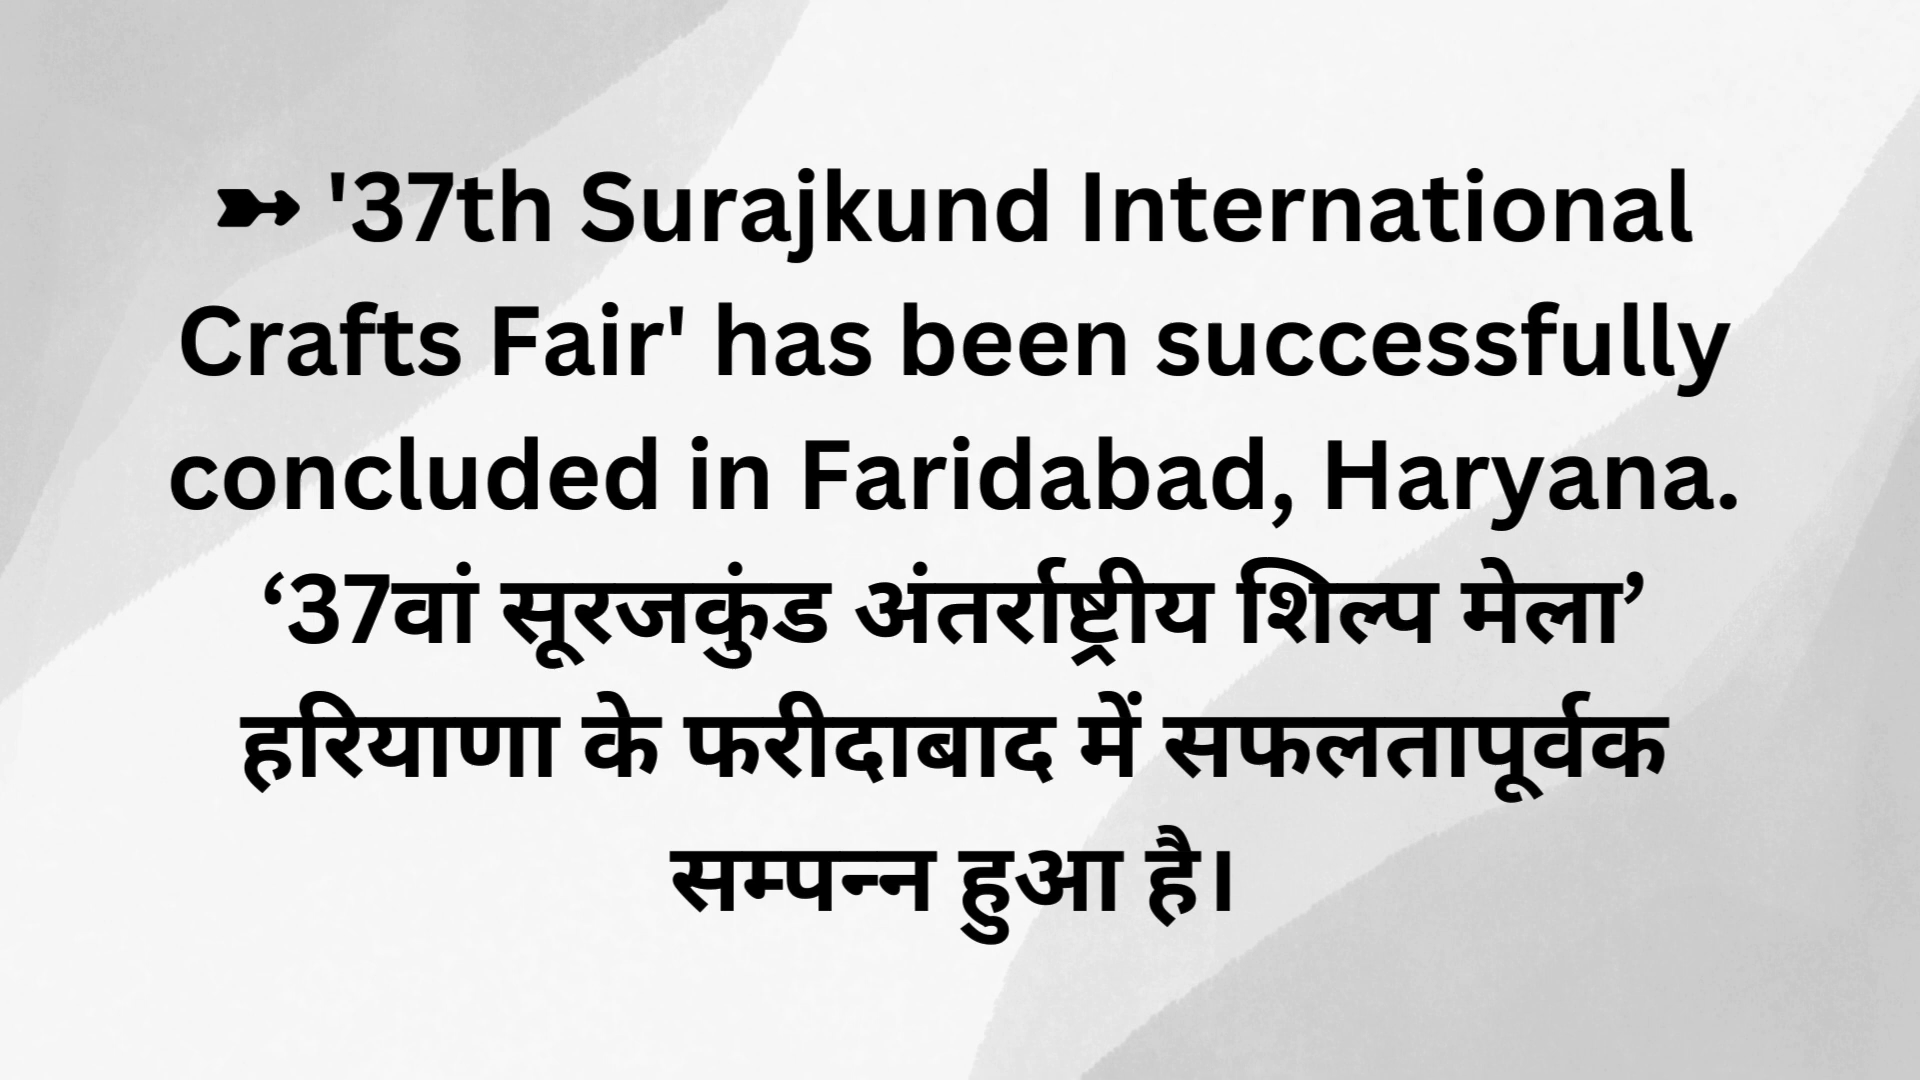 ➳ '37th Surajkund International
Crafts Fair' has been successfully
concluded in Faridabad, Haryana.
‘37वां सूरजकुंड अंतर्राष्ट्रीय शिल्प मेला’
हरियाणा के फरीदाबाद में सफलतापूर्वक
सम्पन्न हुआ है।